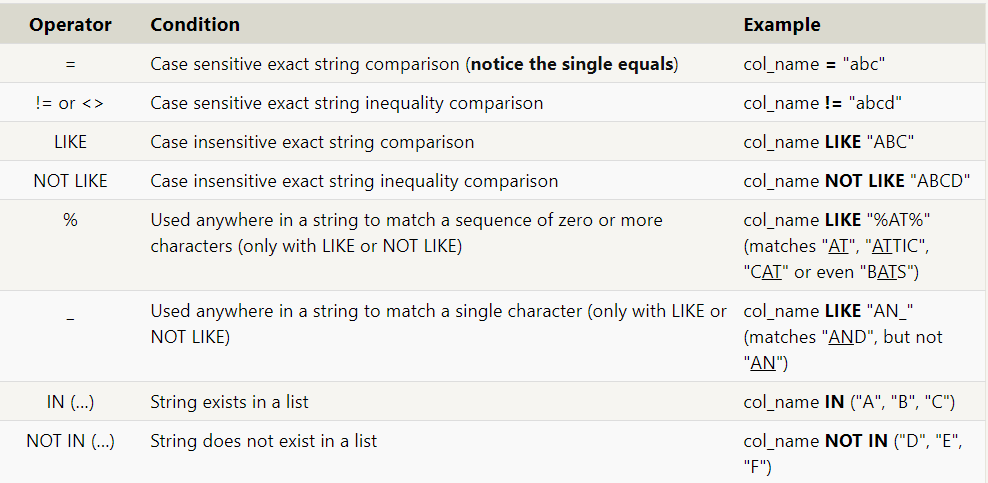 Operator Condition Example
= Case sensitive exact string comparison (notice the single equals) col_name = "abc"
!= or <> Case sensitive exact string inequality comparison col_name != "abcd"
LIKE Case insensitive exact string comparison col_name LIKE "ABC"
NOT LIKE Case insensitive exact string inequality comparison col_name NOT LIKE "ABCD"
% Used anywhere in a string to match a sequence of zero or more col_name LIKE "%AT%"
characters (only with LIKE or NOT LIKE) (matches "AT", "ATTIC",
"CAT" or even "BATS")
_ Used anywhere in a string to match a single character (only with LIKE or col_name LIKE "AN_"
NOT LIKE) (matches "AND", but not
"AN")
IN (…) String exists in a list col_name IN ("A", "B", "C")
NOT IN (…) String does not exist in a list col_name NOT IN ("D", "E",
"F")